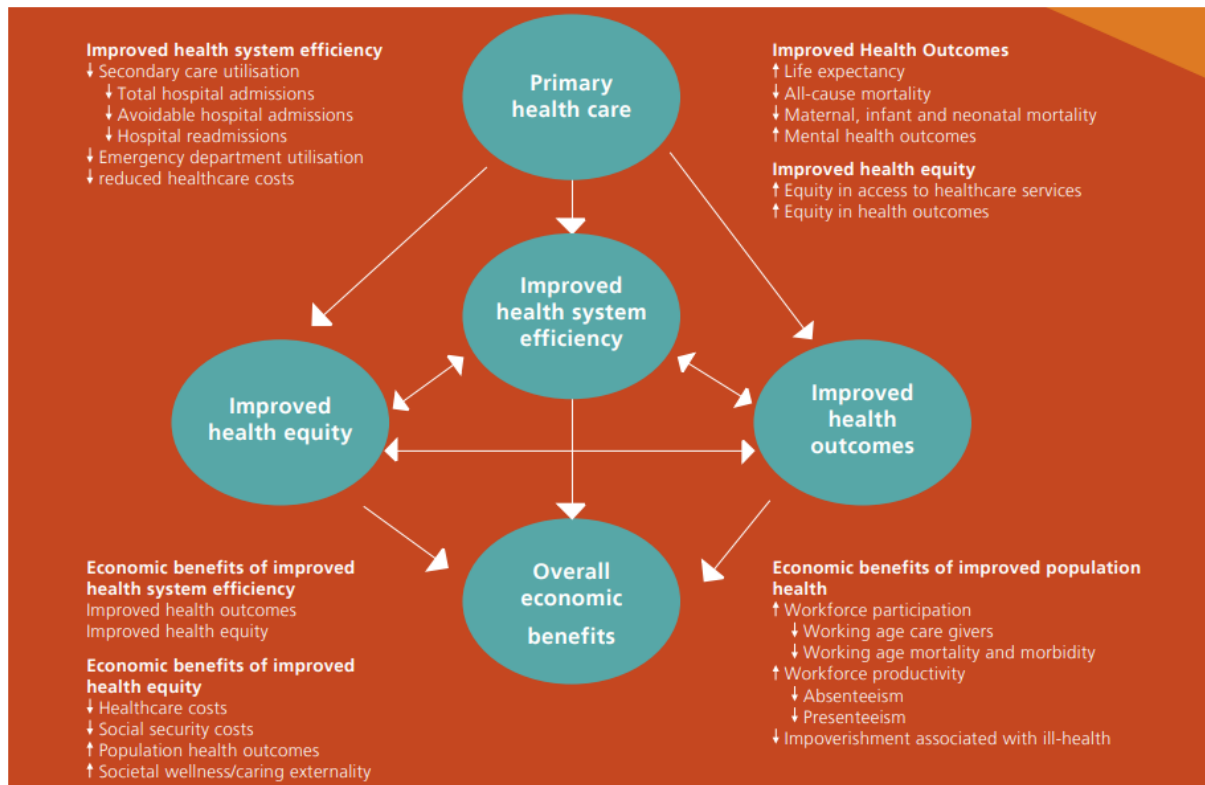 Improved health system efficiency
↓ Secondary care utilisation
↓ Total hospital admissions
↓ Avoidable hospital admissions
↓ Hospital readmissions
↓ Emergency department utilisation
↓ reduced healthcare costs
Primary
health care
Improved Health Outcomes
↑ Life expectancy
↓ All-cause mortality
↓ Maternal, infant and neonatal mortality
↑ Mental health outcomes
Improved health equity
↑ Equity in access to healthcare services
↑ Equity in health outcomes
Improved
health system
efficiency
Improved
health equity
Improved
health
outcomes
Overall
economic
benefits
Economic benefits of improved
health system efficiency
Improved health outcomes
Improved health equity
Economic benefits of improved
health equity
↓ Healthcare costs
↓ Social security costs
↑ Population health outcomes
↑ Societal wellness/caring externality
Economic benefits of improved population
health
↑ Workforce participation
↓ Working age care givers
↓ Working age mortality and morbidity
↑ Workforce productivity
↓ Absenteeism
↓ Presenteeism
↓ Impoverishment associated with ill-health